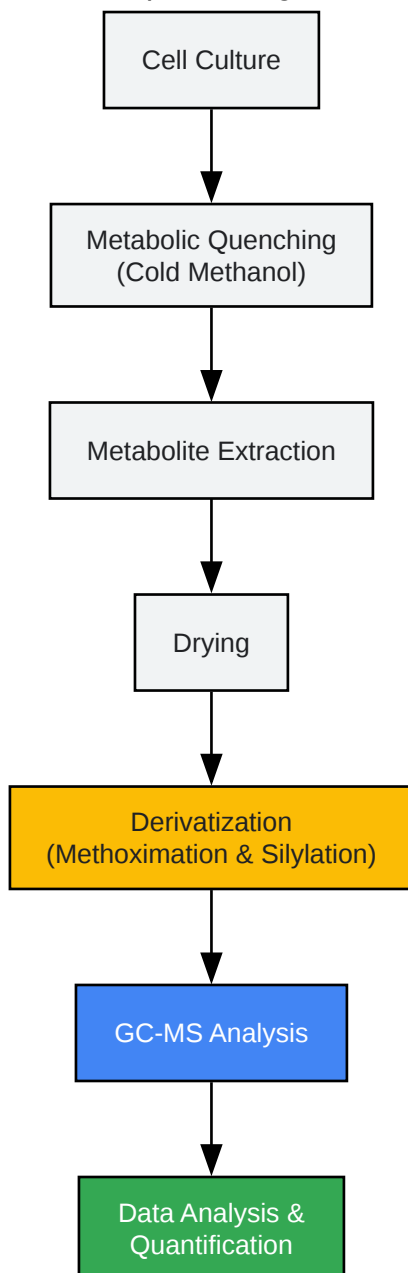 Cell Culture
Metabolic Quenching
(Cold Methanol)
Metabolite Extraction
Drying
Derivatization
(Methoximation & Silylation)
GC-MS Analysis
Data Analysis &
Quantification